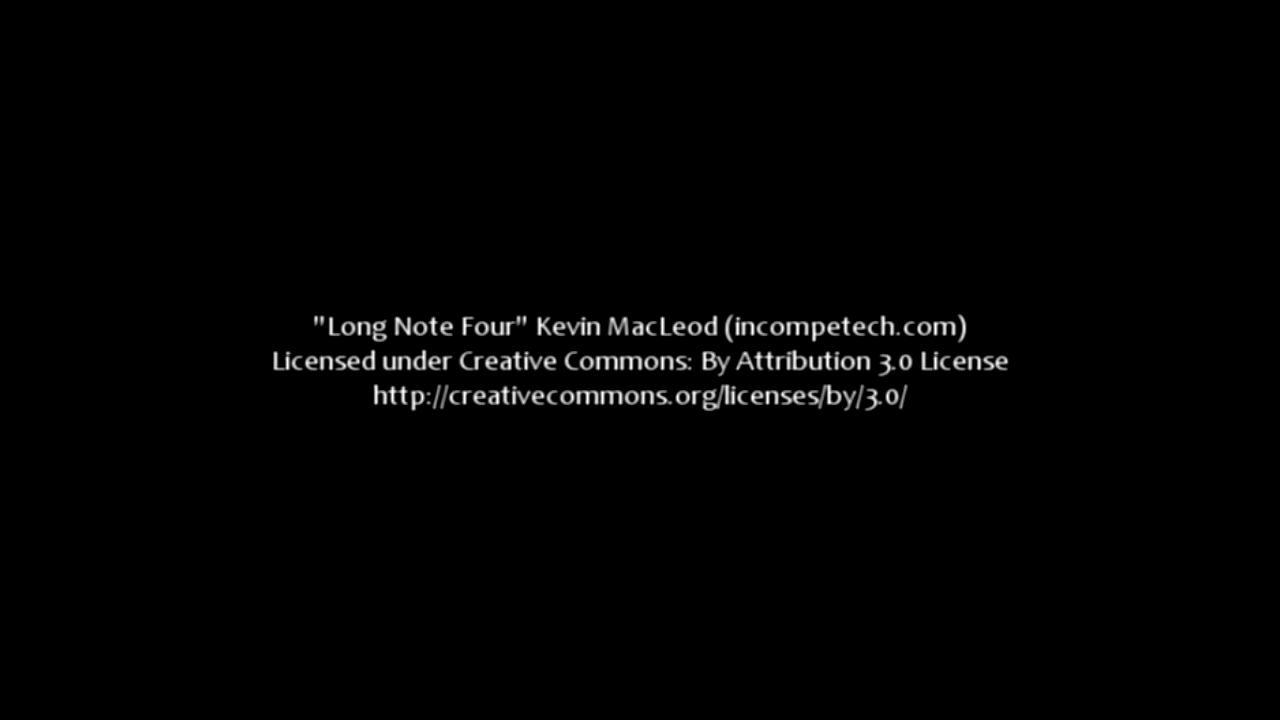 "Long Note Four" Kevin MacLeod (incompetech.com)
Licensed under Creative Commons: By Attribution 3.0 License
http://creativecommons.org/licenses/by/3.0/